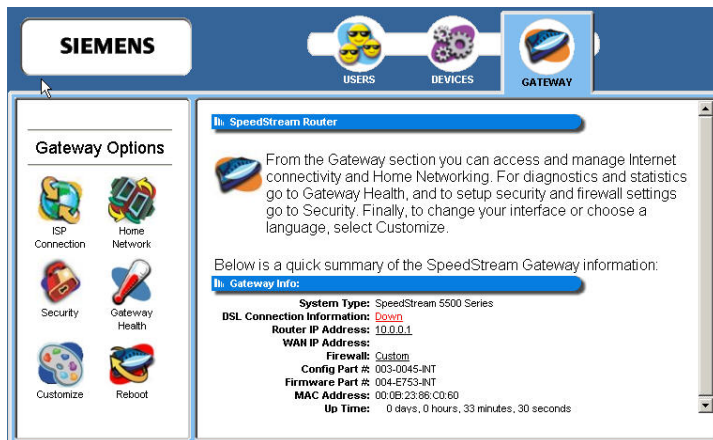 SIEMENS
USERS
DEVICES
GATEWAY
Gateway Options
ISP Connection
Home Network
Security
Gateway Health
Customize
Reboot
SpeedStream Router
From the Gateway section you can access and manage Internet
connectivity and Home Networking. For diagnostics and statistics
go to Gateway Health, and to setup security and firewall settings
go to Security. Finally, to change your interface or choose a
language, select Customize.
Below is a quick summary of the SpeedStream Gateway information:
Gateway Info:
System Type: SpeedStream 5500 Series
DSL Connection Information: Down
Router IP Address: 10.0.0.1
WAN IP Address:
Firewall: Custom
Config Part #: 003-0045-INT
Firmware Part #: 004-E753-INT
MAC Address: 00:0B:23:86:C0:60
Up Time: 0 days, 0 hours, 33 minutes, 30 seconds